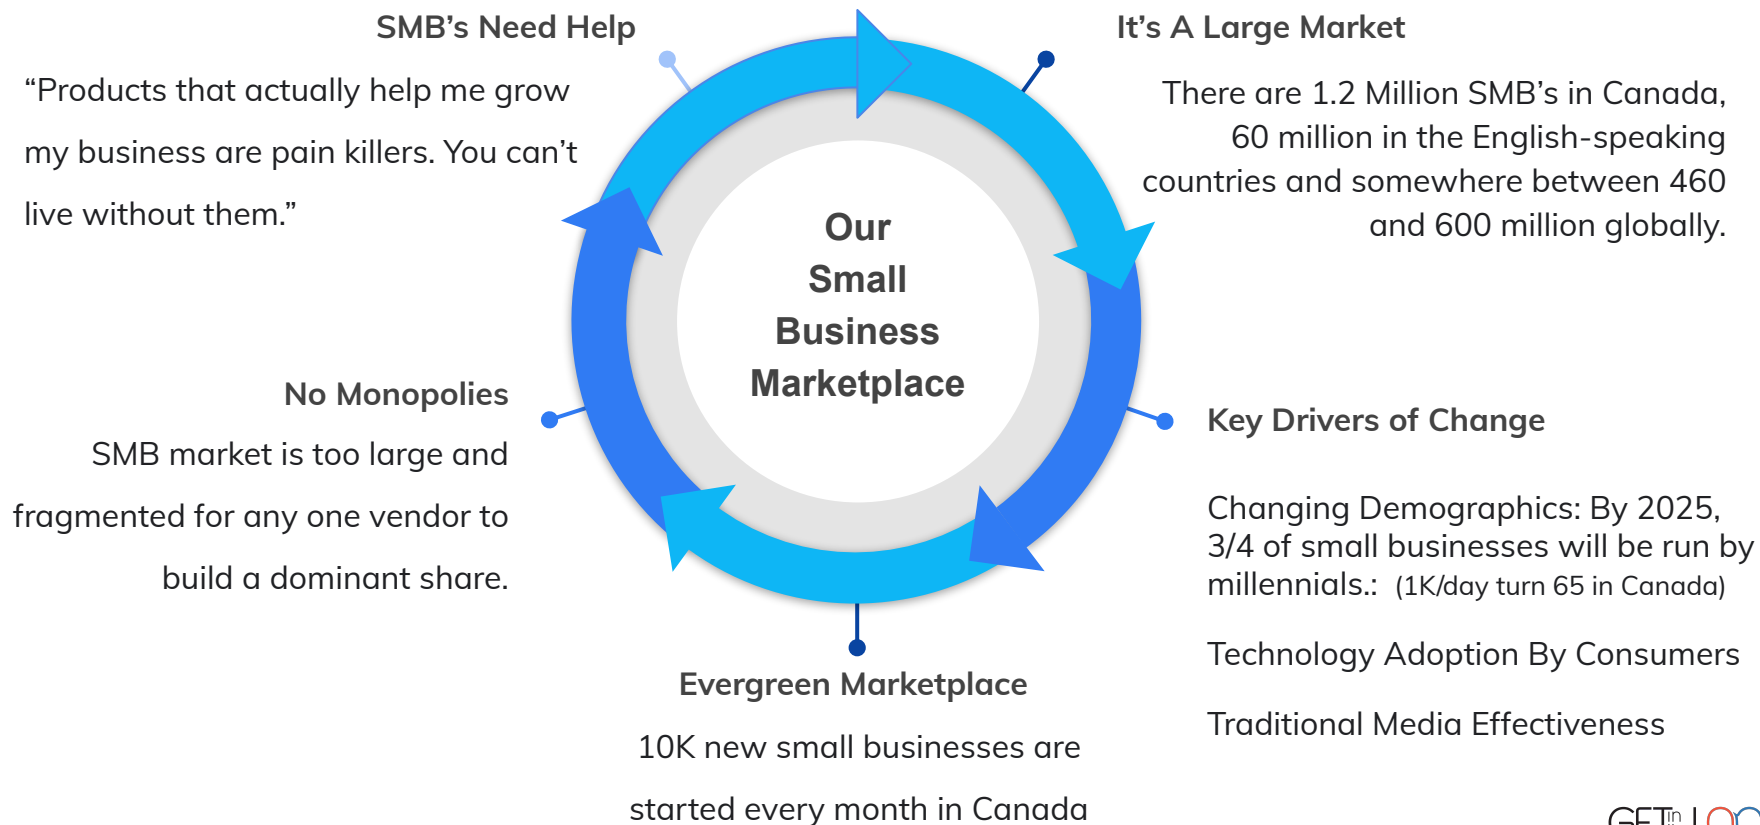 SMB’s Need Help
“Products that actually help me grow
my business are pain killers. You can’t
live without them.”
It’s A Large Market
There are 1.2 Million SMB’s in Canada,
60 million in the English-speaking
countries and somewhere between 460
and 600 million globally.
Our
Small
Business
Marketplace
No Monopolies
SMB market is too large and
fragmented for any one vendor to
build a dominant share.
Key Drivers of Change
Changing Demographics: By 2025,
3/4 of small businesses will be run by
millennials.: (1K/day turn 65 in Canada)
Technology Adoption By Consumers
Traditional Media Effectiveness
Evergreen Marketplace
10K new small businesses are
started every month in Canada
GET in